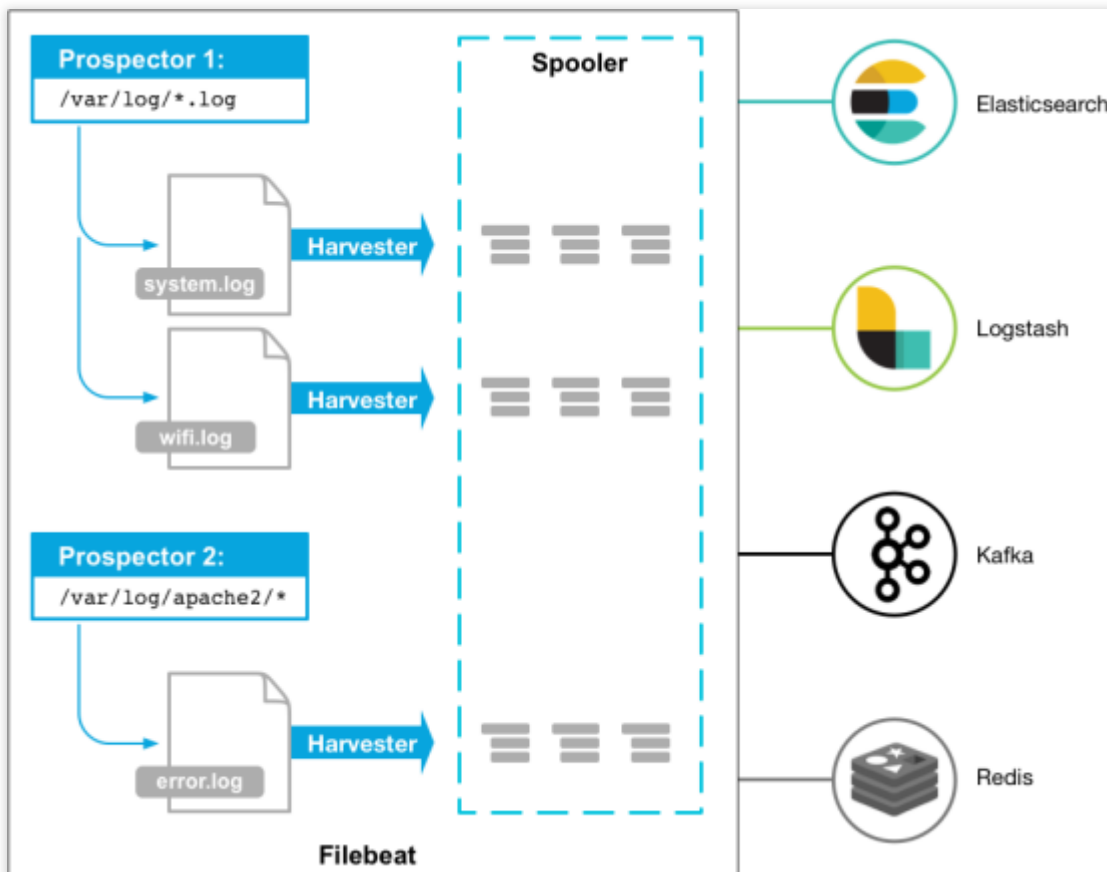 Prospector 1:
/var/log/*.log
system.log
Harvester
wifi.log
Harvester
Prospector 2:
/var/log/apache2/*
error.log
Harvester
Spooler
Filebeat
Elasticsearch
Logstash
Kafka
Redis